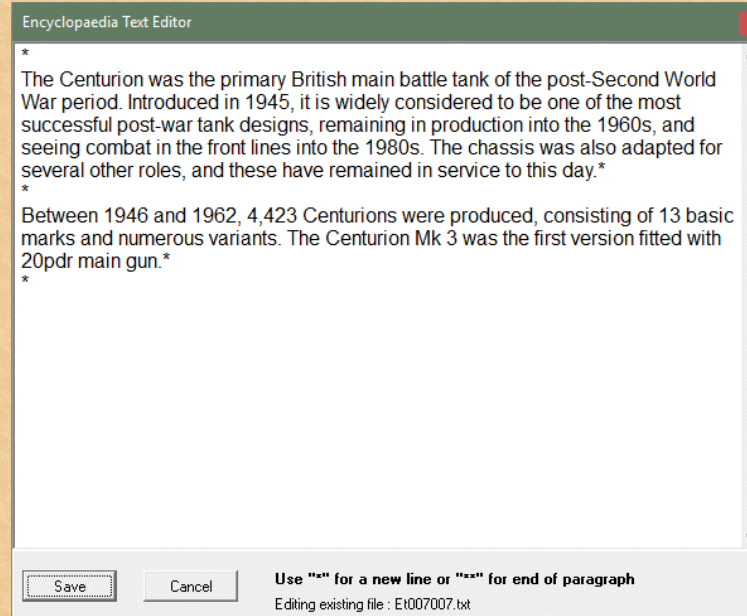 Encyclopaedia Text Editor
*
The Centurion was the primary British main battle tank of the post-Second World
War period. Introduced in 1945, it is widely considered to be one of the most
successful post-war tank designs, remaining in production into the 1960s, and
seeing combat in the front lines into the 1980s. The chassis was also adapted for
several other roles, and these have remained in service to this day.*
*
Between 1946 and 1962, 4,423 Centurions were produced, consisting of 13 basic
marks and numerous variants. The Centurion Mk 3 was the first version fitted with
20pdr main gun.*
*
Save Cancel Use "*" for a new line or "**" for end of paragraph
Editing existing file : Et007007.txt